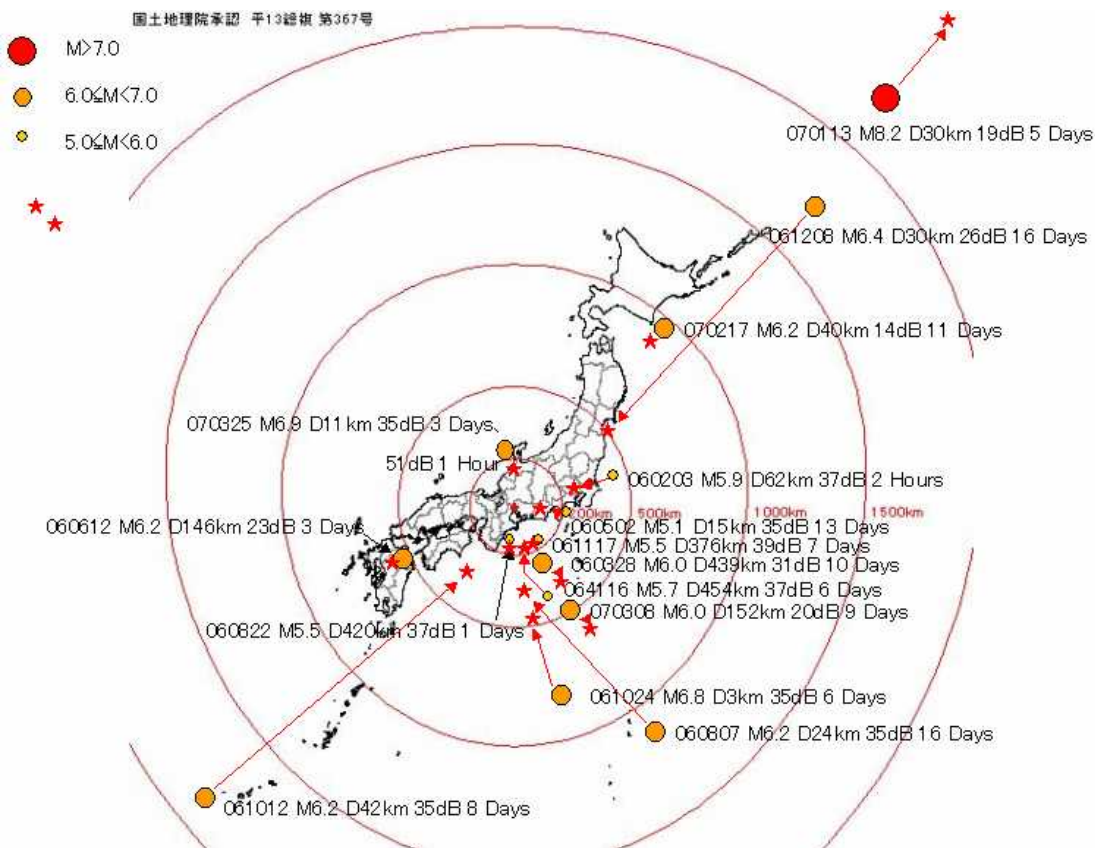 国土地理院承認 平13総複 第367号
M>7.0
6.0≦M<7.0
5.0≦M<6.0
070113 M8.2 D30km 19dB 5 Days
061208 M6.4 D30km 26dB 16 Days
070217 M6.2 D40km 14dB 11 Days
070325 M6.9 D11km 35dB 3 Days、
51dB 1 Hour
060203 M5.9 D62km 37dB 2 Hours
200km 500km 1000km 1500km
060612 M6.2 D146km 23dB 3 Days
060502 M5.1 D15km 35dB 13 Days
061117 M5.5 D376km 39dB 7 Days
060328 M6.0 D439km 31dB 10 Days
064116 M5.7 D454km 37dB 6 Days
070308 M6.0 D152km 20dB 9 Days
060822 M5.5 D420km 37dB 1 Days
061024 M6.8 D3km 35dB 6 Days
060807 M6.2 D24km 35dB 16 Days
061012 M6.2 D42km 35dB 8 Days